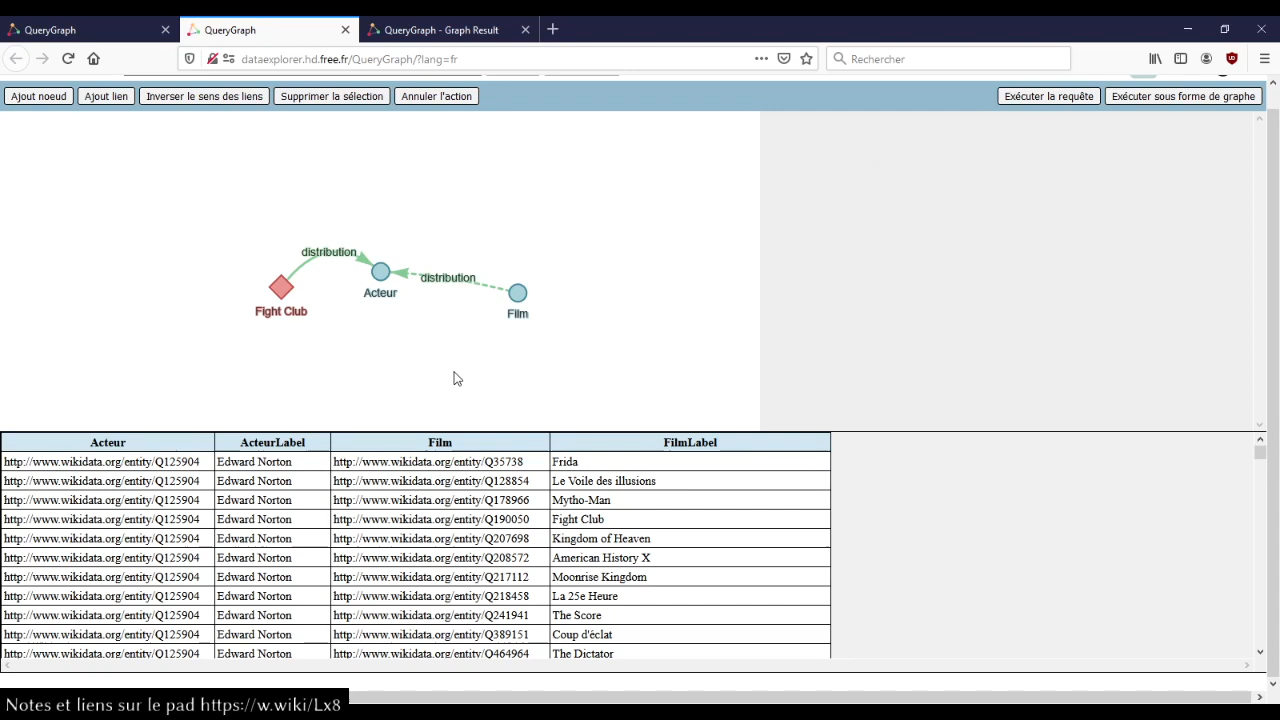 QueryGraph
QueryGraph
QueryGraph - Graph Result
dataexplorer.hd.free.fr/QueryGraph/?lang=fr
Rechercher
Ajout noeud
Ajout lien
Inverser le sens des liens
Supprimer la sélection
Annuler l'action
Exécuter la requête
Exécuter sous forme de graphe
distribution
distribution
Acteur
Fight Club
Film
Acteur ActeurLabel Film FilmLabel
http://www.wikidata.org/entity/Q125904 Edward Norton http://www.wikidata.org/entity/Q35738 Frida
http://www.wikidata.org/entity/Q125904 Edward Norton http://www.wikidata.org/entity/Q128854 Le Voile des illusions
http://www.wikidata.org/entity/Q125904 Edward Norton http://www.wikidata.org/entity/Q178966 Mytho-Man
http://www.wikidata.org/entity/Q125904 Edward Norton http://www.wikidata.org/entity/Q190050 Fight Club
http://www.wikidata.org/entity/Q125904 Edward Norton http://www.wikidata.org/entity/Q207698 Kingdom of Heaven
http://www.wikidata.org/entity/Q125904 Edward Norton http://www.wikidata.org/entity/Q208572 American History X
http://www.wikidata.org/entity/Q125904 Edward Norton http://www.wikidata.org/entity/Q217112 Moonrise Kingdom
http://www.wikidata.org/entity/Q125904 Edward Norton http://www.wikidata.org/entity/Q218458 La 25e Heure
http://www.wikidata.org/entity/Q125904 Edward Norton http://www.wikidata.org/entity/Q241941 The Score
http://www.wikidata.org/entity/Q125904 Edward Norton http://www.wikidata.org/entity/Q389151 Coup d'éclat
http://www.wikidata.org/entity/Q125904 Edward Norton http://www.wikidata.org/entity/Q464964 The Dictator
Notes et liens sur le pad https://w.wiki/Lx8